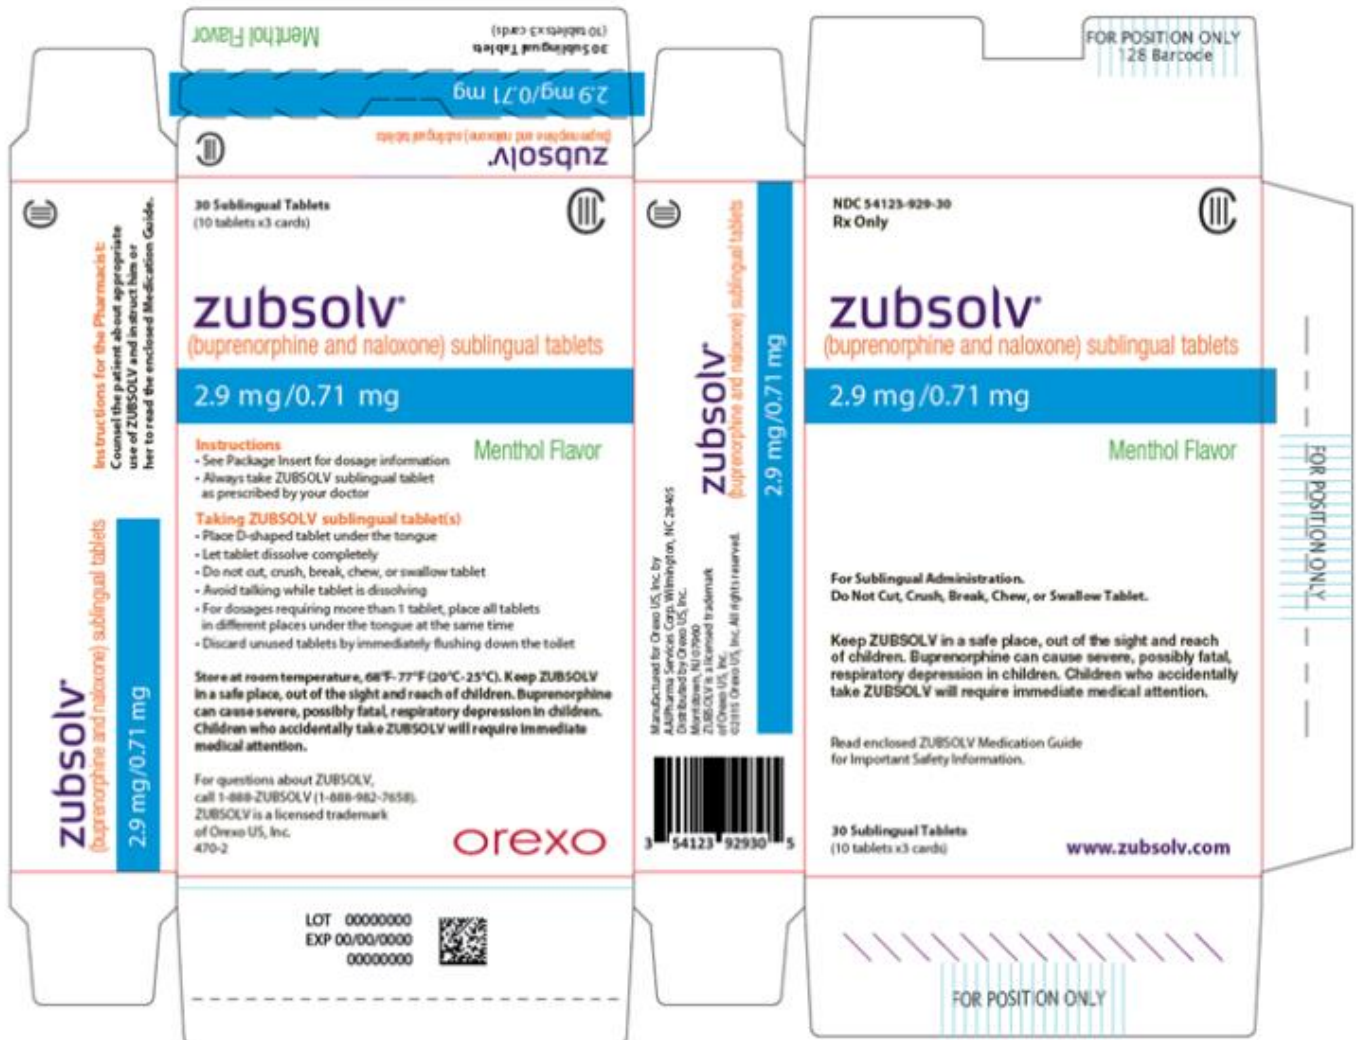 Menthol Flavor
30 Sublingual Tablets
(10 tablets x3 cards)
2.9 mg/0.71 mg
(buprenorphine and naloxone) sublingual tablets
zubsolv®
CIII
CIII
Instructions for the Pharmacist:
Counsel the patient about appropriate
use of ZUBSOLV and instruct him or
her to read the enclosed Medication Guide.
zubsolv®
(buprenorphine and naloxone) sublingual tablets
2.9 mg/0.71 mg
30 Sublingual Tablets
(10 tablets x3 cards)
CIII
zubsolv®
(buprenorphine and naloxone) sublingual tablets
2.9 mg/0.71 mg
Menthol Flavor
Instructions
• See Package Insert for dosage information
• Always take ZUBSOLV sublingual tablet
as prescribed by your doctor
Taking ZUBSOLV sublingual tablet(s)
• Place D-shaped tablet under the tongue
• Let tablet dissolve completely
• Do not cut, crush, break, chew, or swallow tablet
• Avoid talking while tablet is dissolving
• For dosages requiring more than 1 tablet, place all tablets
in different places under the tongue at the same time
• Discard unused tablets by immediately flushing down the toilet
Store at room temperature, 68°F- 77°F (20°C-25°C). Keep ZUBSOLV
in a safe place, out of the sight and reach of children. Buprenorphine
can cause severe, possibly fatal, respiratory depression in children.
Children who accidentally take ZUBSOLV will require immediate
medical attention.
For questions about ZUBSOLV,
call 1-888-ZUBSOLV (1-888-982-7658).
ZUBSOLV is a licensed trademark
of Orexo US, Inc.
470-2
orexo
LOT 00000000
EXP 00/00/0000
00000000
CIII
zubsolv®
(buprenorphine and naloxone) sublingual tablets
2.9 mg/0.71 mg
Manufactured for Orexo US, Inc. by
AAIPharma Services Corp. Wilmington, NC 28405
Distributed by Orexo US, Inc.
Morristown, NJ 07960
ZUBSOLV is a licensed trademark
of Orexo US, Inc.
©2015 Orexo US, Inc. All rights reserved.
3 54123 92930 5
FOR POSITION ONLY
128 Barcode
NDC 54123-929-30
Rx Only
CIII
zubsolv®
(buprenorphine and naloxone) sublingual tablets
2.9 mg/0.71 mg
Menthol Flavor
For Sublingual Administration.
Do Not Cut, Crush, Break, Chew, or Swallow Tablet.
Keep ZUBSOLV in a safe place, out of the sight and reach
of children. Buprenorphine can cause severe, possibly fatal,
respiratory depression in children. Children who accidentally
take ZUBSOLV will require immediate medical attention.
Read enclosed ZUBSOLV Medication Guide
for Important Safety Information.
30 Sublingual Tablets
(10 tablets x3 cards)
www.zubsolv.com
FOR POSITION ONLY
FOR POSITION ONLY